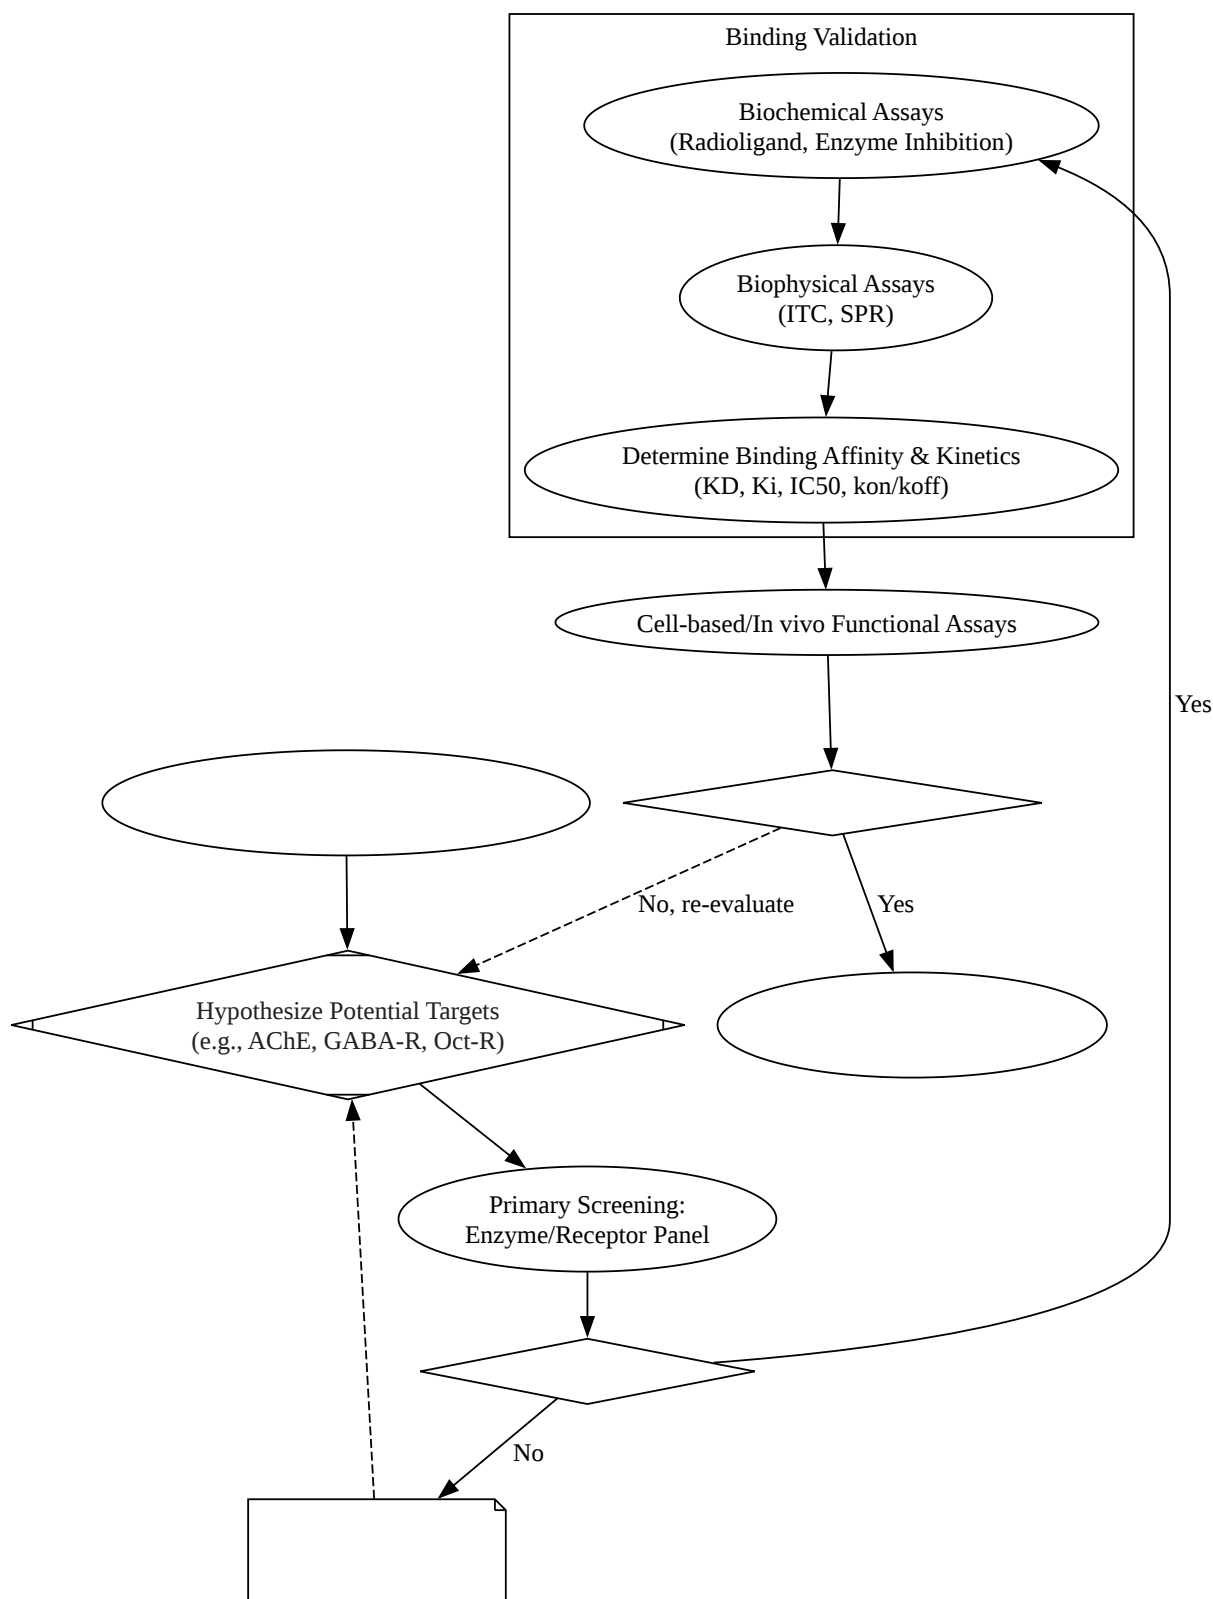 Binding Validation
Biochemical Assays
(Radioligand, Enzyme Inhibition)
Biophysical Assays
(ITC, SPR)
Determine Binding Affinity & Kinetics
(KD, Ki, IC50, kon/koff)
Cell-based/In vivo Functional Assays
Yes
No, re-evaluate
Yes
Hypothesize Potential Targets
(e.g., AChE, GABA-R, Oct-R)
Primary Screening:
Enzyme/Receptor Panel
No